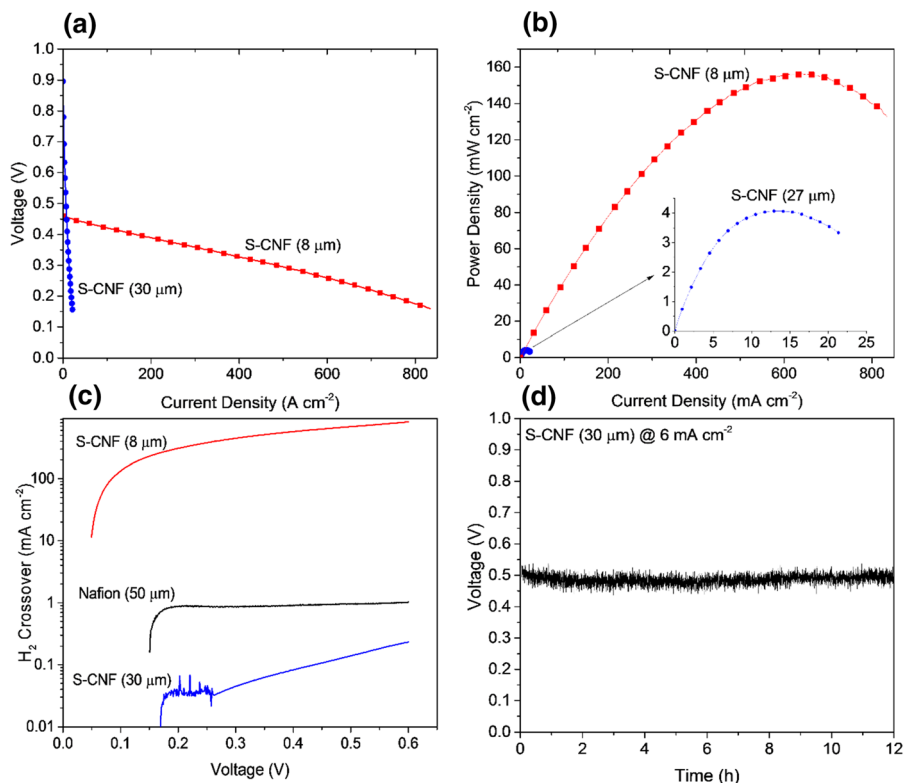 (a)
1.0
0.9
0.8
0.7
0.6
0.5
0.4
0.3
0.2
0.1
0.0
Voltage (V)
S-CNF (8 μm)
S-CNF (30 μm)
0 200 400 600 800
Current Density (A cm⁻²)
(b)
160
140
120
100
80
60
40
20
0
Power Density (mW cm⁻²)
S-CNF (8 μm)
S-CNF (27 μm)
4
3
2
1
0
0 5 10 15 20 25
0 200 400 600 800
Current Density (mA cm⁻²)
(c)
100
10
1
0.1
0.01
H₂ Crossover (mA cm⁻²)
S-CNF (8 μm)
Nafion (50 μm)
S-CNF (30 μm)
0.0 0.1 0.2 0.3 0.4 0.5 0.6
Voltage (V)
(d)
S-CNF (30 μm) @ 6 mA cm⁻²
1.0
0.9
0.8
0.7
0.6
0.5
0.4
0.3
0.2
0.1
0.0
Voltage (V)
0 2 4 6 8 10 12
Time (h)